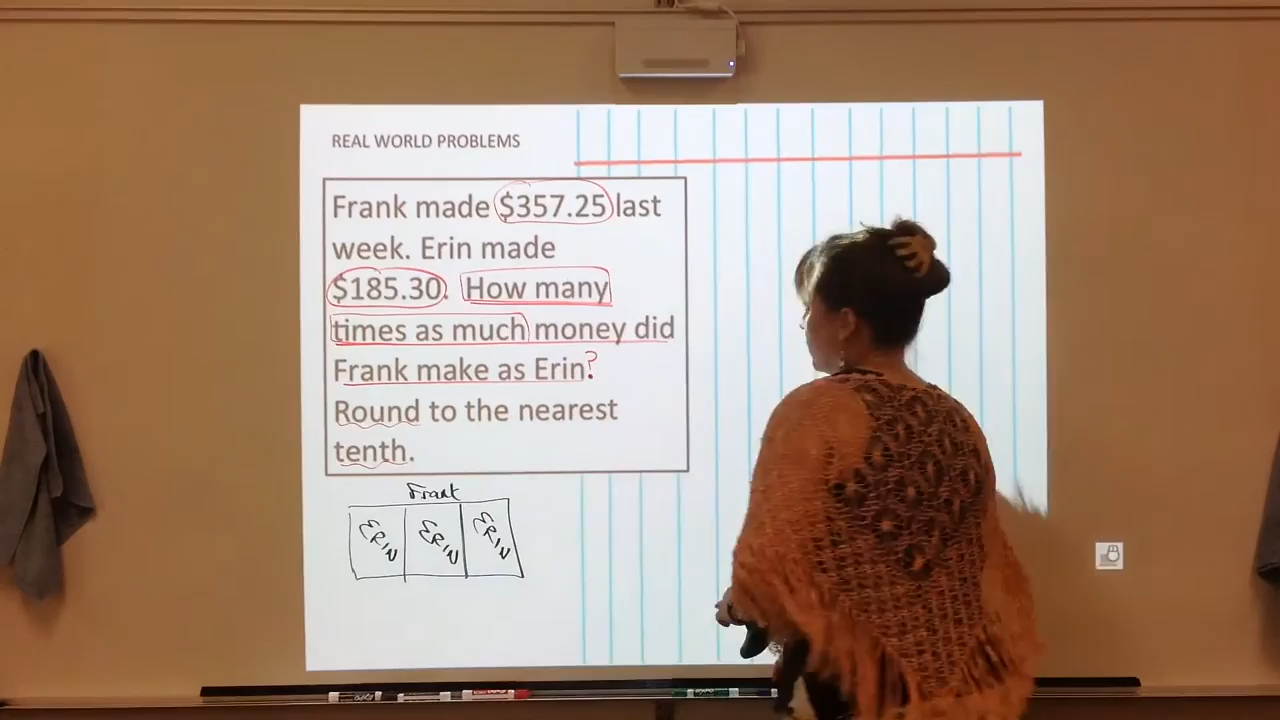 REAL WORLD PROBLEMS
Frank made $357.25 last
week. Erin made
$185.30. How many
times as much money did
Frank make as Erin?
Round to the nearest
tenth.
Frank
ERIN ERIN ERIN
EXPO